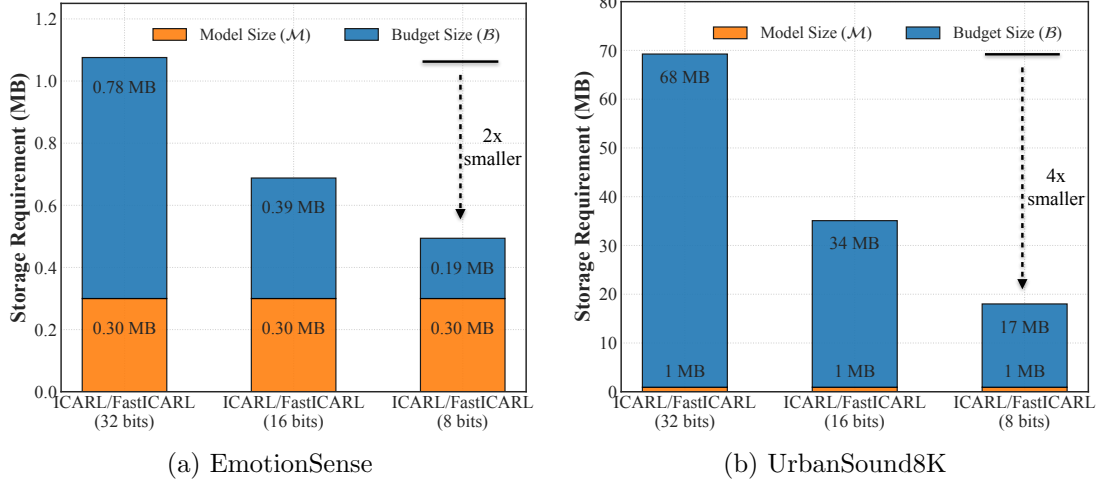 Storage Requirement (MB)
1.2
1.0
0.8
0.6
0.4
0.2
0.0
Model Size (ℳ)
Budget Size (ℬ)
0.78 MB
0.30 MB
0.39 MB
0.30 MB
0.19 MB
0.30 MB
2x
smaller
ICARL/FastICARL
(32 bits)
ICARL/FastICARL
(16 bits)
ICARL/FastICARL
(8 bits)
(a) EmotionSense
Storage Requirement (MB)
80
70
60
50
40
30
20
10
0
Model Size (ℳ)
Budget Size (ℬ)
68 MB
1 MB
34 MB
1 MB
17 MB
1 MB
4x
smaller
ICARL/FastICARL
(32 bits)
ICARL/FastICARL
(16 bits)
ICARL/FastICARL
(8 bits)
(b) UrbanSound8K